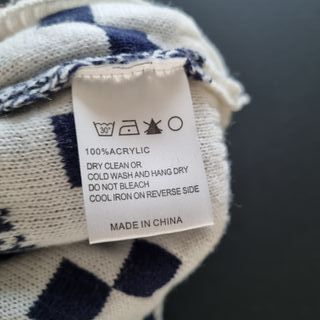 30°
100%ACRYLIC
DRY CLEAN OR
COLD WASH AND HANG DRY
DO NOT BLEACH
COOL IRON ON REVERSE SIDE
MADE IN CHINA